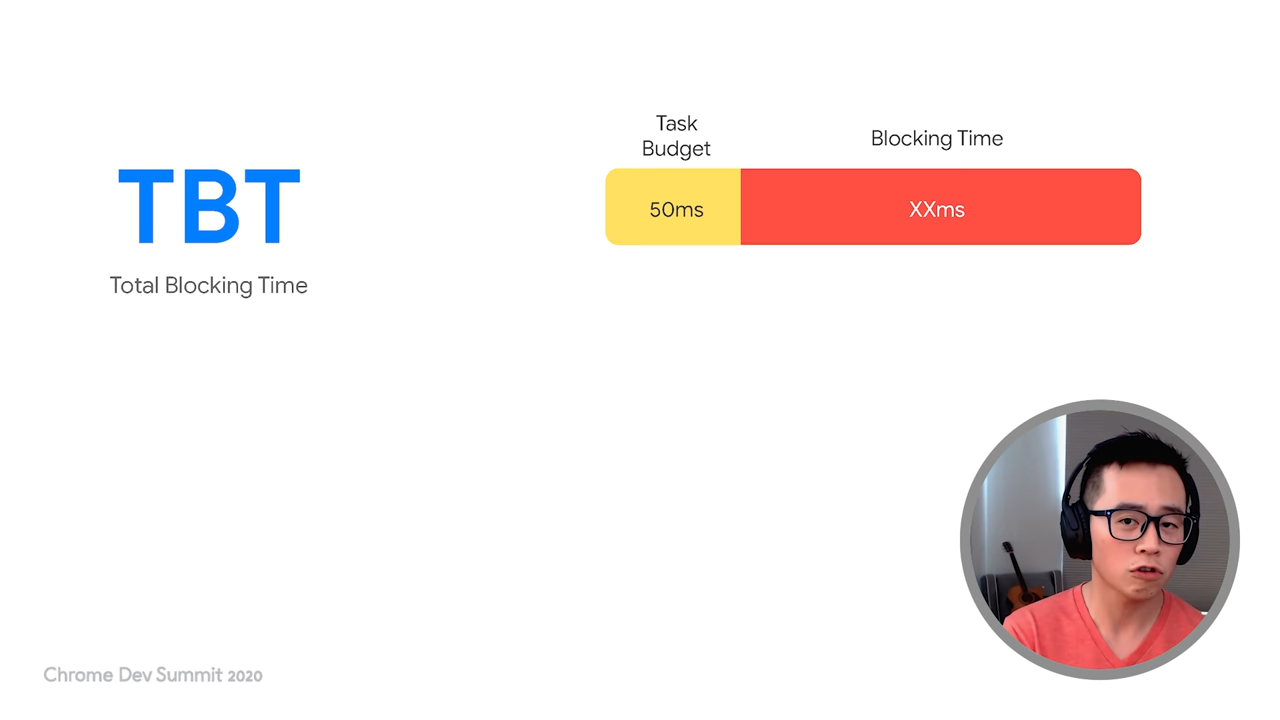 TBT
Total Blocking Time
Task
Budget
Blocking Time
50ms
XXms
Chrome Dev Summit 2020